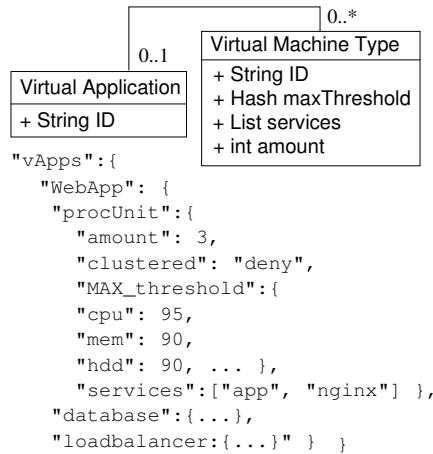 0..*
0..1
Virtual Machine Type
+ String ID
+ Hash maxThreshold
+ List services
+ int amount
Virtual Application
+ String ID
"vApps":{
"WebApp": {
"procUnit":{
"amount": 3,
"clustered": "deny",
"MAX_threshold":{
"cpu": 95,
"mem": 90,
"hdd": 90, ... },
"services":["app", "nginx"] },
"database":{...},
"loadbalancer:{...}" } }